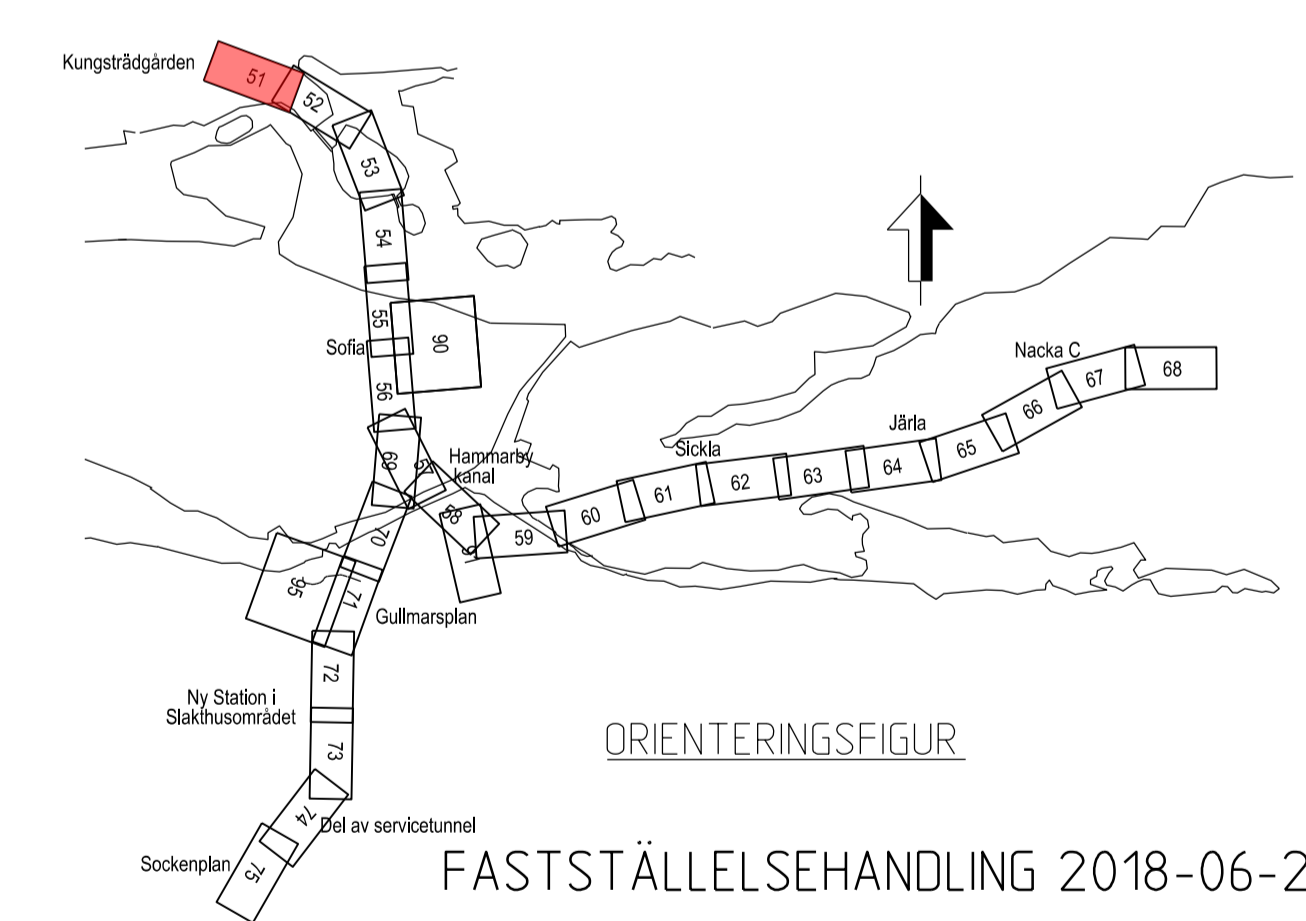 Kungsträdgården
51
52
53
54
55
Sofia
90
56
Nacka C
68
67
66
Järla
65
Sickla
64
63
62
61
60
59
69
57
Hammarby
kanal
58
70
95
71
Gullmarsplan
72
Ny Station i
Slakthusområdet
73
ORIENTERINGSFIGUR
74
Del av servicetunnel
Sockenplan
75
FASTSTÄLLELSEHANDLING 2018-06-2